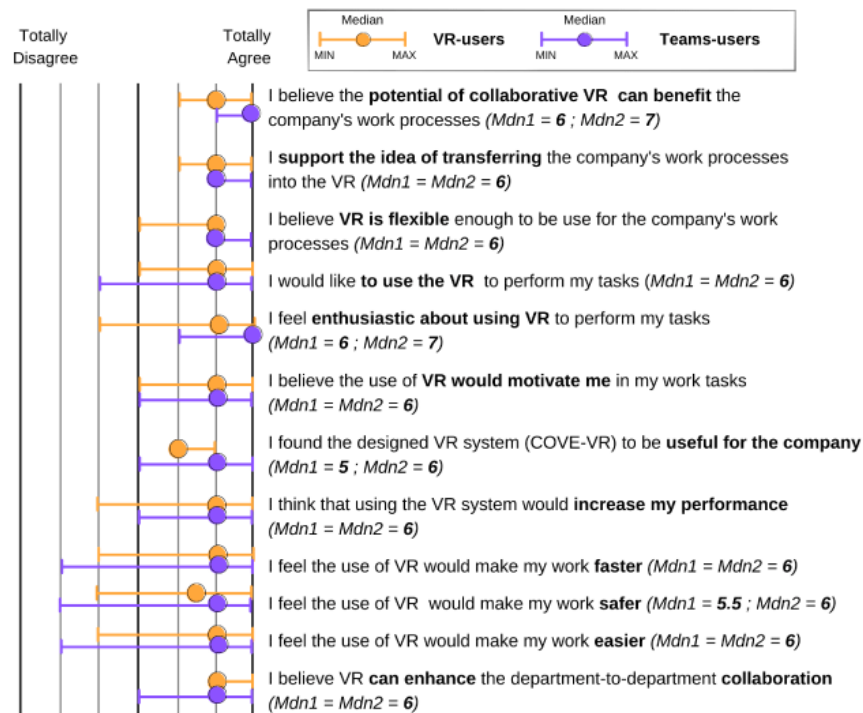 Totally Disagree
Totally Agree
Median
MIN MAX
VR-users
Median
MIN MAX
Teams-users
I believe the potential of collaborative VR can benefit the
company's work processes (Mdn1 = 6 ; Mdn2 = 7)
I support the idea of transferring the company's work processes
into the VR (Mdn1 = Mdn2 = 6)
I believe VR is flexible enough to be use for the company's work
processes (Mdn1 = Mdn2 = 6)
I would like to use the VR to perform my tasks (Mdn1 = Mdn2 = 6)
I feel enthusiastic about using VR to perform my tasks
(Mdn1 = 6 ; Mdn2 = 7)
I believe the use of VR would motivate me in my work tasks
(Mdn1 = Mdn2 = 6)
I found the designed VR system (COVE-VR) to be useful for the company
(Mdn1 = 5 ; Mdn2 = 6)
I think that using the VR system would increase my performance
(Mdn1 = Mdn2 = 6)
I feel the use of VR would make my work faster (Mdn1 = Mdn2 = 6)
I feel the use of VR would make my work safer (Mdn1 = 5.5 ; Mdn2 = 6)
I feel the use of VR would make my work easier (Mdn1 = Mdn2 = 6)
I believe VR can enhance the department-to-department collaboration
(Mdn1 = Mdn2 = 6)